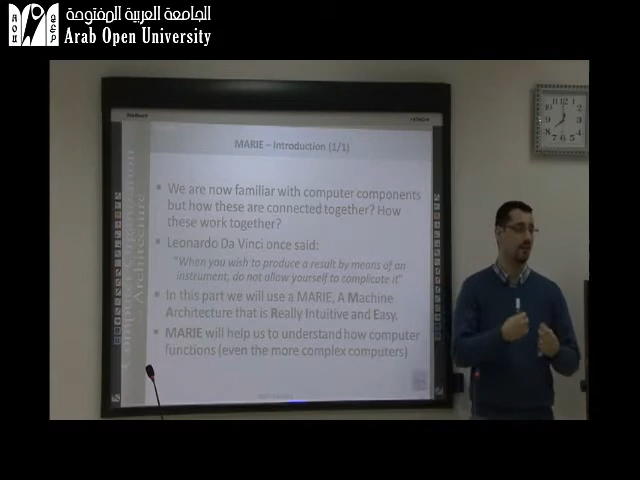 الجامعة العربية المفتوحة
Arab Open University
MARIE – Introduction (1/1)
Computer Organization
& Architecture
▪ We are now familiar with computer components
but how these are connected together? How
these work together?
▪ Leonardo Da Vinci once said:
“When you wish to produce a result by means of an
instrument, do not allow yourself to complicate it”
▪ In this part we will use a MARIE, A Machine
Architecture that is Really Intuitive and Easy.
▪ MARIE will help us to understand how computer
functions (even the more complex computers)